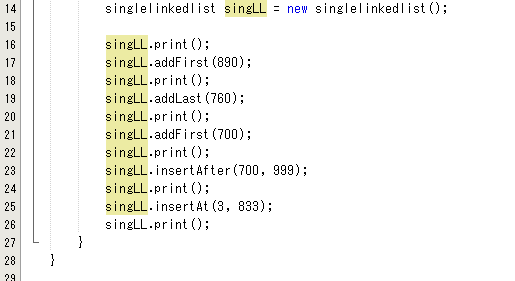 14 singlelinkedlist singLL = new singlelinkedlist();
15
16 singLL.print();
17 singLL.addFirst(890);
18 singLL.print();
19 singLL.addLast(760);
20 singLL.print();
21 singLL.addFirst(700);
22 singLL.print();
23 singLL.insertAfter(700, 999);
24 singLL.print();
25 singLL.insertAt(3, 833);
26 singLL.print();
27 }
28 }
29